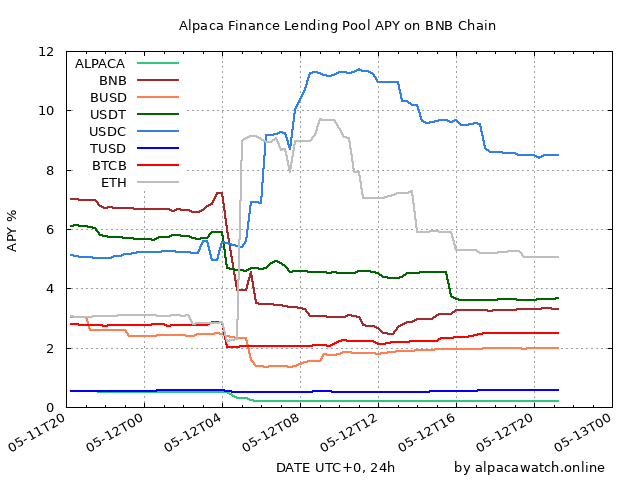 Alpaca Finance Lending Pool APY on BNB Chain
12
10
8
6
4
2
0
APY %
ALPACA
BNB
BUSD
USDT
USDC
TUSD
BTCB
ETH
05-11T20
05-12T00
05-12T04
05-12T08
05-12T12
05-12T16
05-12T20
05-13T00
DATE UTC+0, 24h
by alpacawatch.online